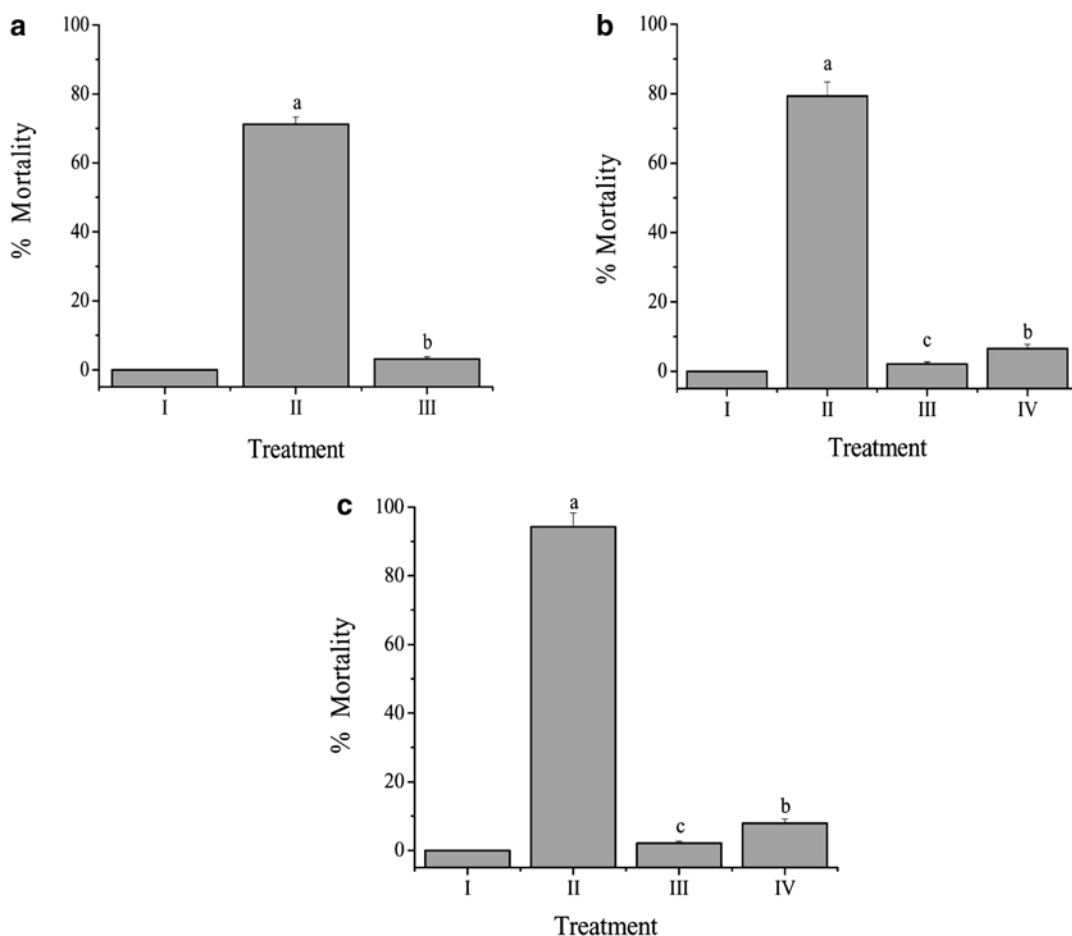 a
100
80
60
40
20
0
% Mortality
a
b
I II III
Treatment
b
100
80
60
40
20
0
% Mortality
a
c
b
I II III IV
Treatment
c
100
80
60
40
20
0
% Mortality
a
c
b
I II III IV
Treatment